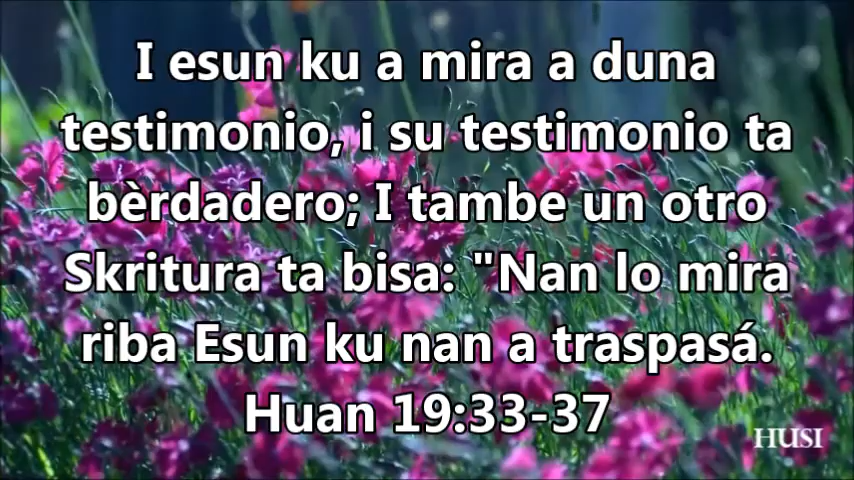 I esun ku a mira a duna
testimonio, i su testimonio ta
bèrdadero; I tambe un otro
Skritura ta bisa: "Nan lo mira
riba Esun ku nan a traspasá.
Huan 19:33-37
HUSI